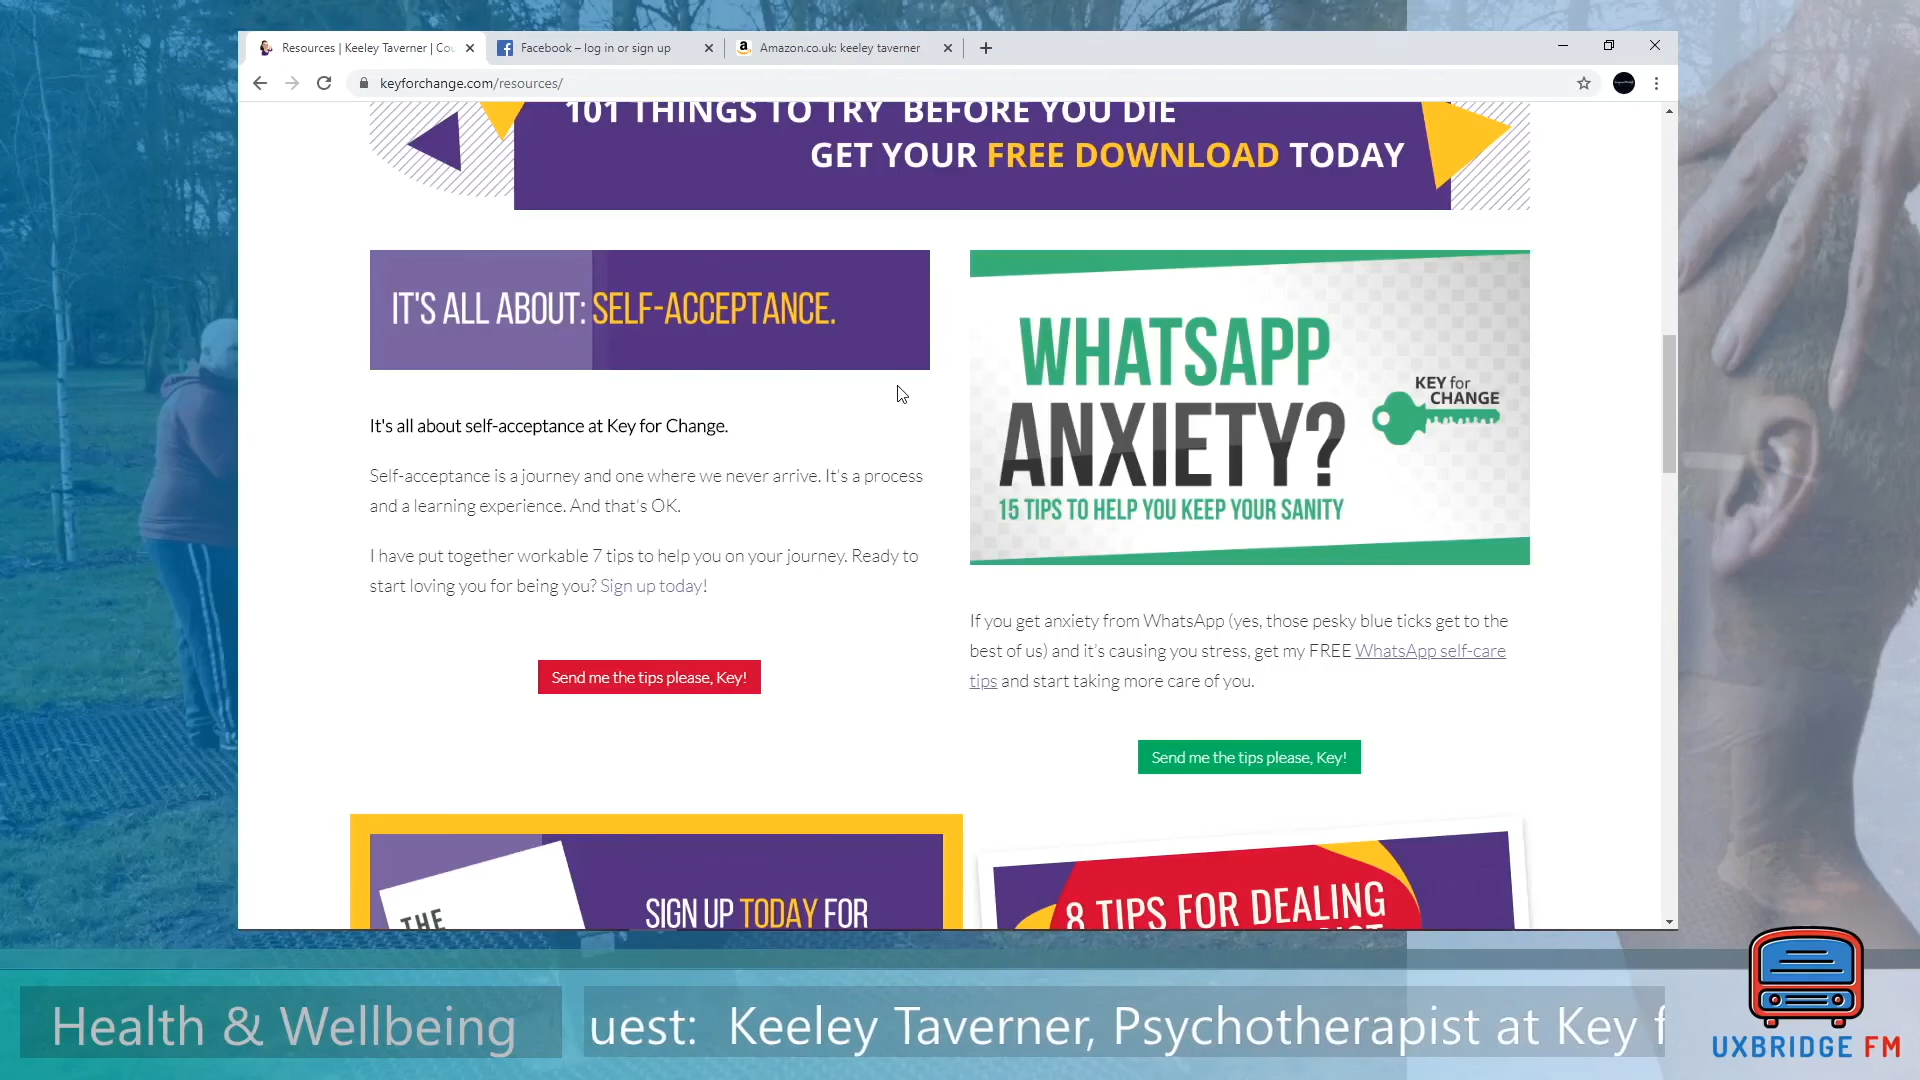 Resources | Keeley Taverner | Cou
Facebook – log in or sign up
Amazon.co.uk: keeley taverner
keyforchange.com/resources/
101 THINGS TO TRY BEFORE YOU DIE
GET YOUR FREE DOWNLOAD TODAY
IT'S ALL ABOUT: SELF-ACCEPTANCE.
It's all about self-acceptance at Key for Change.
Self-acceptance is a journey and one where we never arrive. It's a process
and a learning experience. And that's OK.
I have put together workable 7 tips to help you on your journey. Ready to
start loving you for being you? Sign up today!
Send me the tips please, Key!
WHATSAPP
ANXIETY?
15 TIPS TO HELP YOU KEEP YOUR SANITY
KEY for
CHANGE
If you get anxiety from WhatsApp (yes, those pesky blue ticks get to the
best of us) and it's causing you stress, get my FREE WhatsApp self-care
tips and start taking more care of you.
Send me the tips please, Key!
THE
SIGN UP TODAY FOR
8 TIPS FOR DEALING
Health & Wellbeing
uest: Keeley Taverner, Psychotherapist at Key f
UXBRIDGE FM